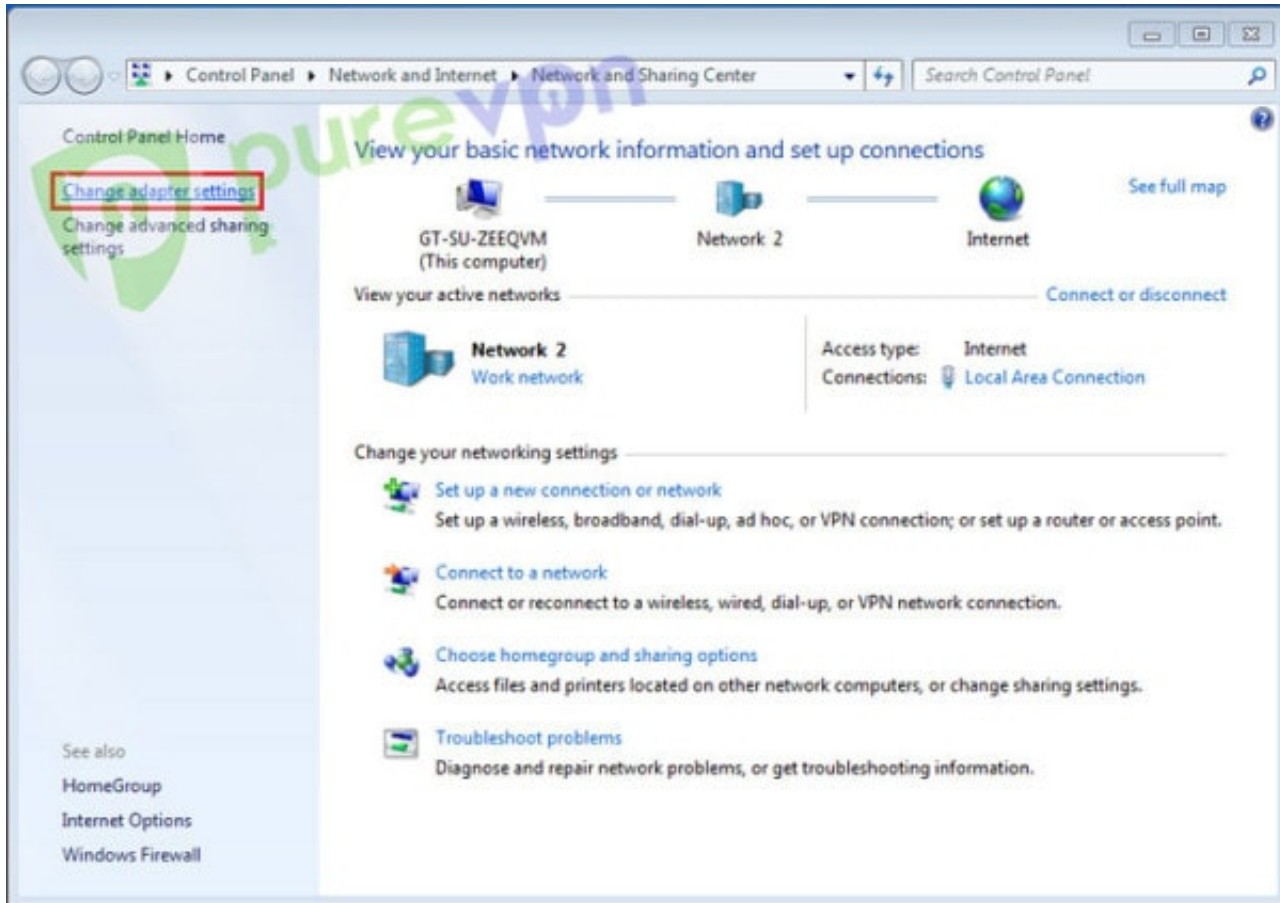 Control Panel ▸ Network and Internet ▸ Network and Sharing Center
Search Control Panel
purevpn
Control Panel Home
Change adapter settings
Change advanced sharing
settings
View your basic network information and set up connections
See full map
GT-SU-ZEEQVM
(This computer)
Network 2
Internet
View your active networks
Connect or disconnect
Network 2
Work network
Access type: Internet
Connections: Local Area Connection
Change your networking settings
Set up a new connection or network
Set up a wireless, broadband, dial-up, ad hoc, or VPN connection; or set up a router or access point.
Connect to a network
Connect or reconnect to a wireless, wired, dial-up, or VPN network connection.
Choose homegroup and sharing options
Access files and printers located on other network computers, or change sharing settings.
Troubleshoot problems
Diagnose and repair network problems, or get troubleshooting information.
See also
HomeGroup
Internet Options
Windows Firewall